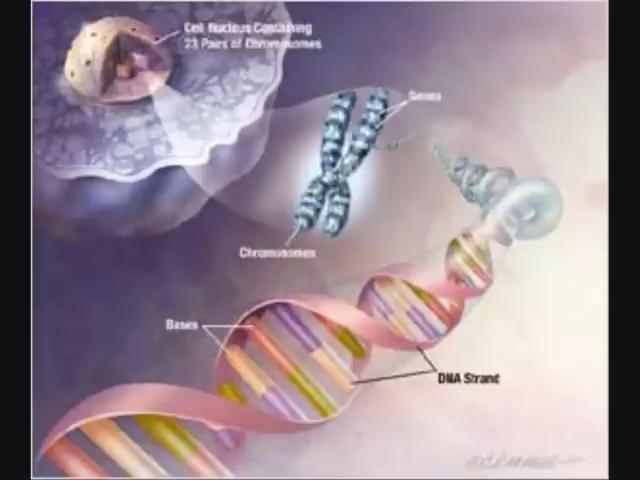 Cell Nucleus Containing
23 Pairs of Chromosomes
Genes
Chromosomes
Bases
DNA Strand